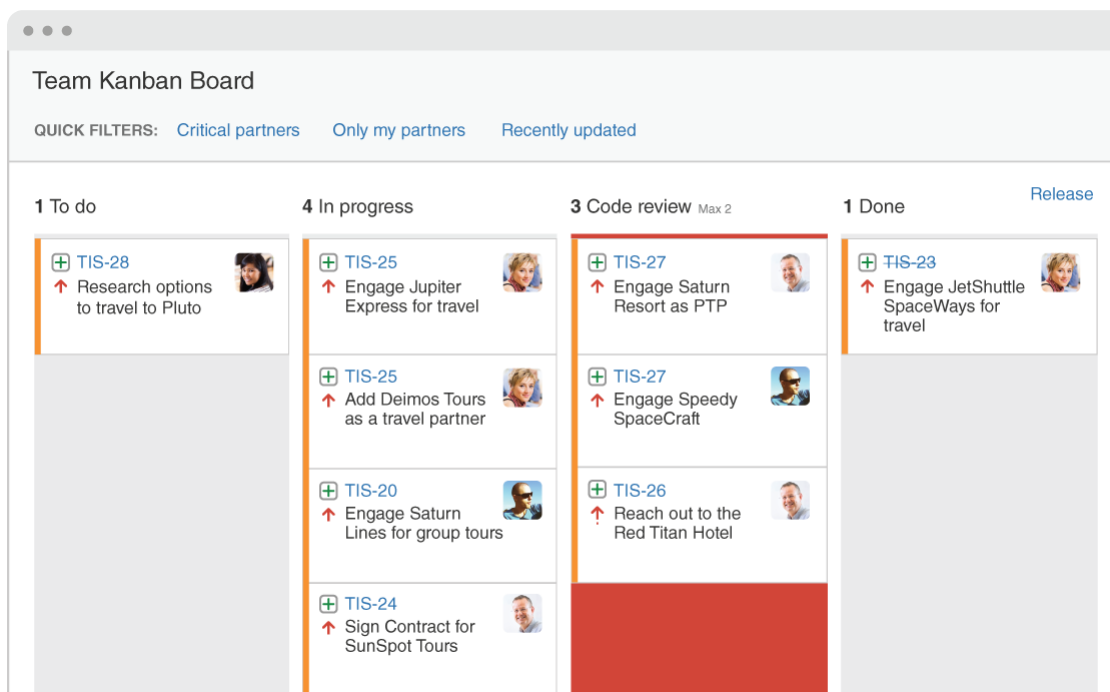 Team Kanban Board
QUICK FILTERS: Critical partners Only my partners Recently updated
Release
1 To do
TIS-28
Research options
to travel to Pluto
4 In progress
TIS-25
Engage Jupiter
Express for travel
TIS-25
Add Deimos Tours
as a travel partner
TIS-20
Engage Saturn
Lines for group tours
TIS-24
Sign Contract for
SunSpot Tours
3 Code review Max 2
TIS-27
Engage Saturn
Resort as PTP
TIS-27
Engage Speedy
SpaceCraft
TIS-26
Reach out to the
Red Titan Hotel
1 Done
TIS-23
Engage JetShuttle
SpaceWays for
travel